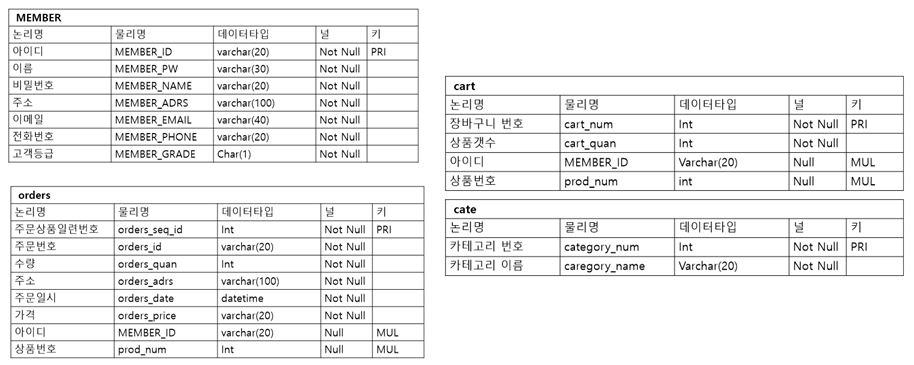 MEMBER
논리명 물리명 데이터타입 널 키
아이디 MEMBER_ID varchar(20) Not Null PRI
이름 MEMBER_PW varchar(30) Not Null
비밀번호 MEMBER_NAME varchar(20) Not Null
주소 MEMBER_ADRS varchar(100) Not Null
이메일 MEMBER_EMAIL varchar(40) Not Null
전화번호 MEMBER_PHONE varchar(20) Not Null
고객등급 MEMBER_GRADE Char(1) Not Null
orders
논리명 물리명 데이터타입 널 키
주문상품일련번호 orders_seq_id Int Not Null PRI
주문번호 orders_id varchar(20) Not Null
수량 orders_quan Int Not Null
주소 orders_adrs varchar(100) Not Null
주문일시 orders_date datetime Not Null
가격 orders_price varchar(20) Not Null
아이디 MEMBER_ID varchar(20) Null MUL
상품번호 prod_num Int Null MUL
cart
논리명 물리명 데이터타입 널 키
장바구니 번호 cart_num Int Not Null PRI
상품갯수 cart_quan Int Not Null
아이디 MEMBER_ID Varchar(20) Null MUL
상품번호 prod_num int Null MUL
cate
논리명 물리명 데이터타입 널 키
카테고리 번호 category_num Int Not Null PRI
카테고리 이름 caregory_name Varchar(20) Not Null